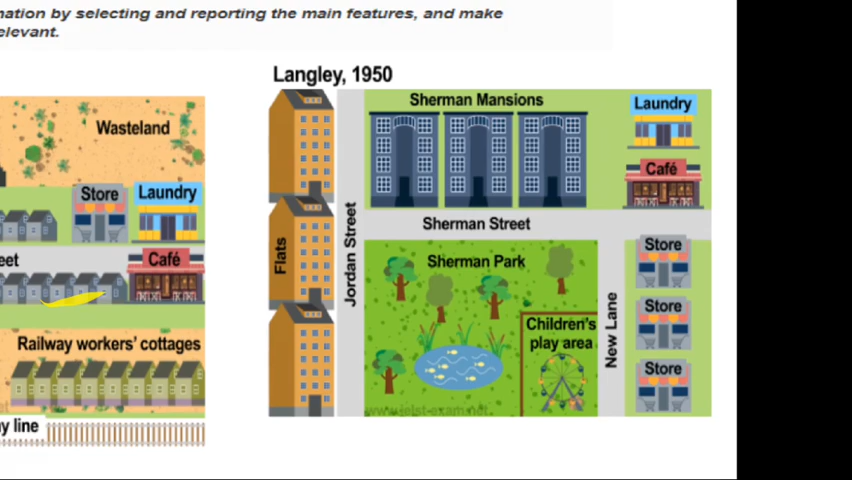 nation by selecting and reporting the main features, and make
elevant.
Wasteland
Store
Laundry
eet
Café
Railway workers' cottages
y line
Langley, 1950
Sherman Mansions
Laundry
Café
Flats
Jordan Street
Sherman Street
Sherman Park
Children's
play area
New Lane
Store
Store
Store